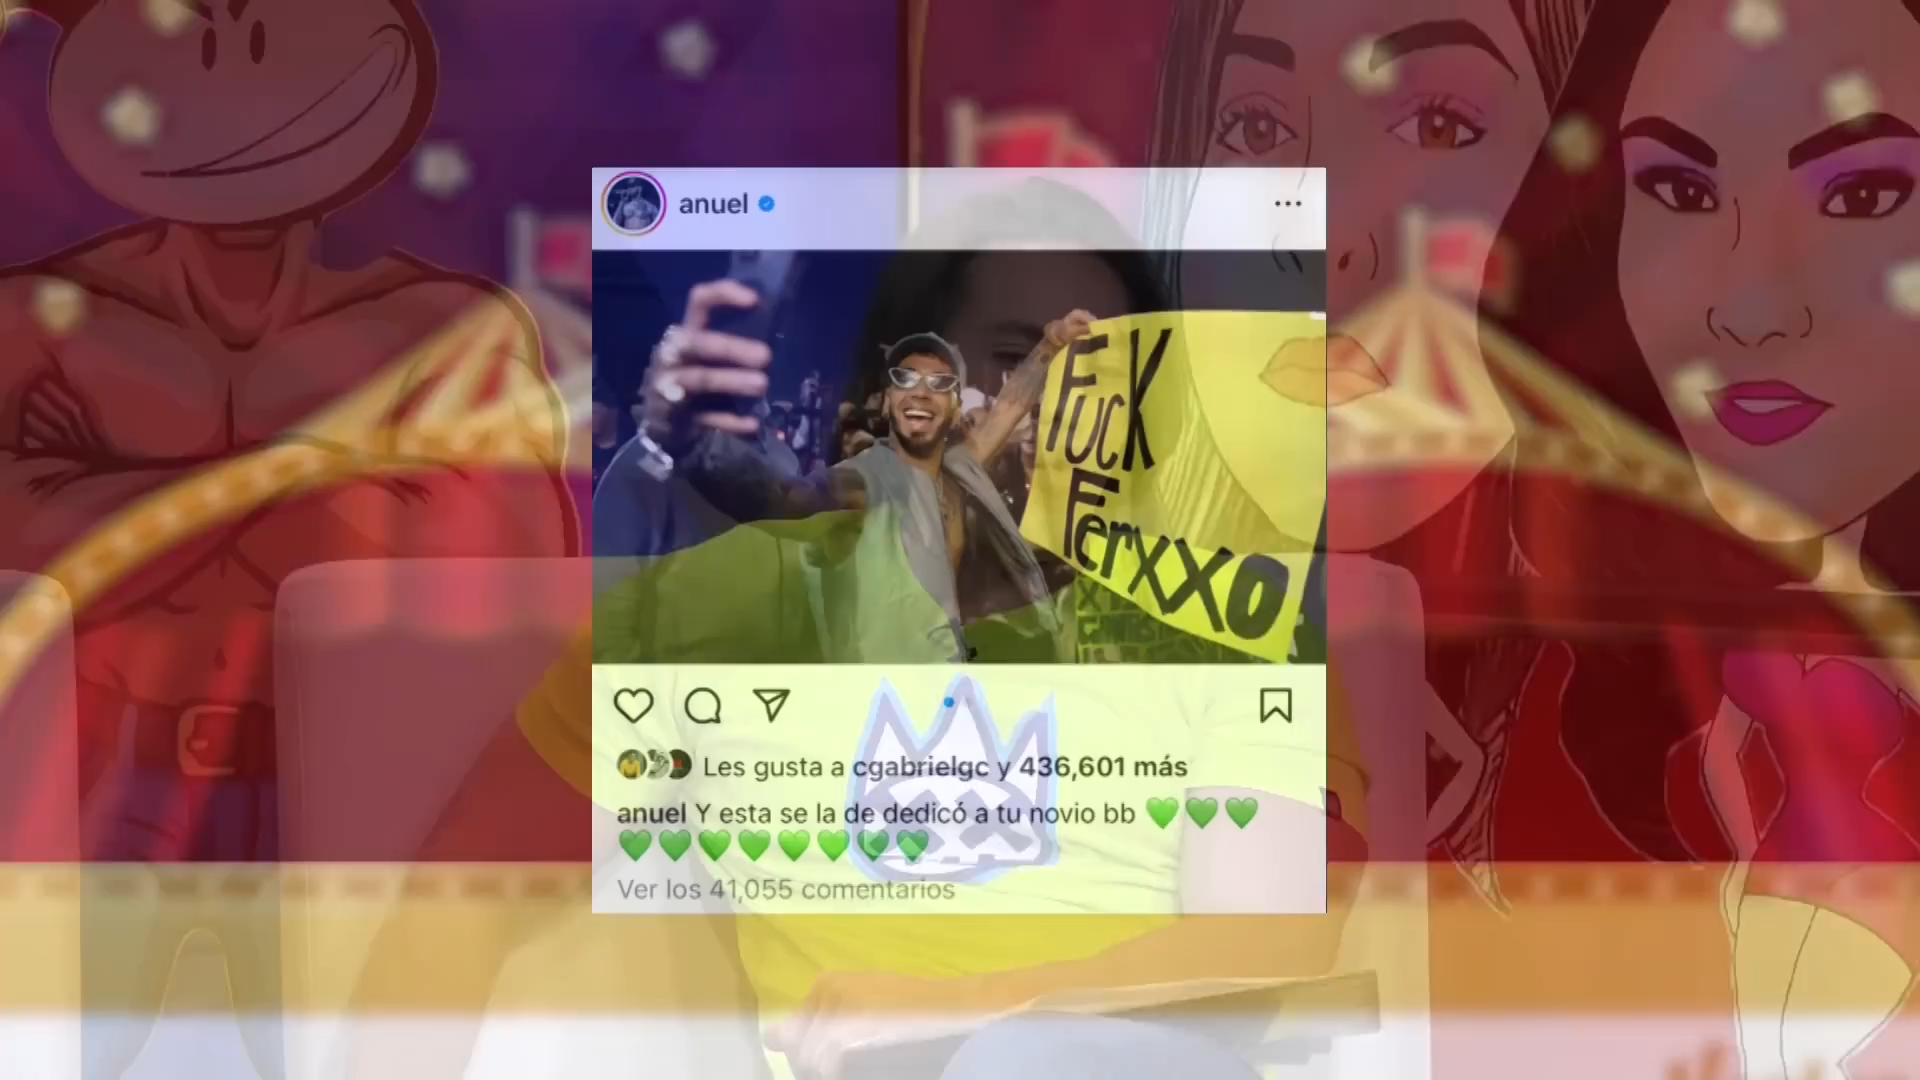 anuel
Fuck
Ferxxo
Les gusta a cgabrielgc y 436,601 más
anuel Y esta se la de dedicó a tu novio bb 💚💚💚
💚💚💚💚💚💚💚💚
Ver los 41,055 comentarios